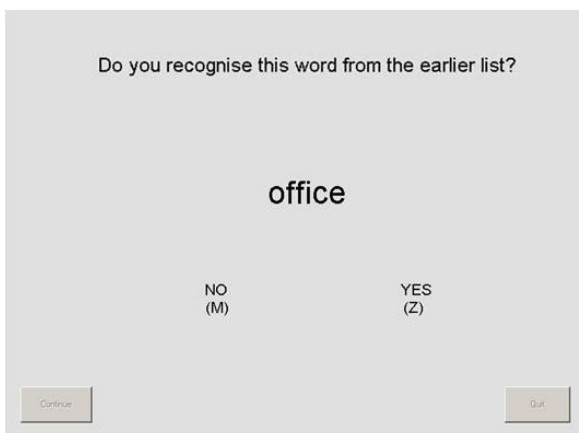 Do you recognise this word from the earlier list?
office
NO YES
(M) (Z)
Continue Quit